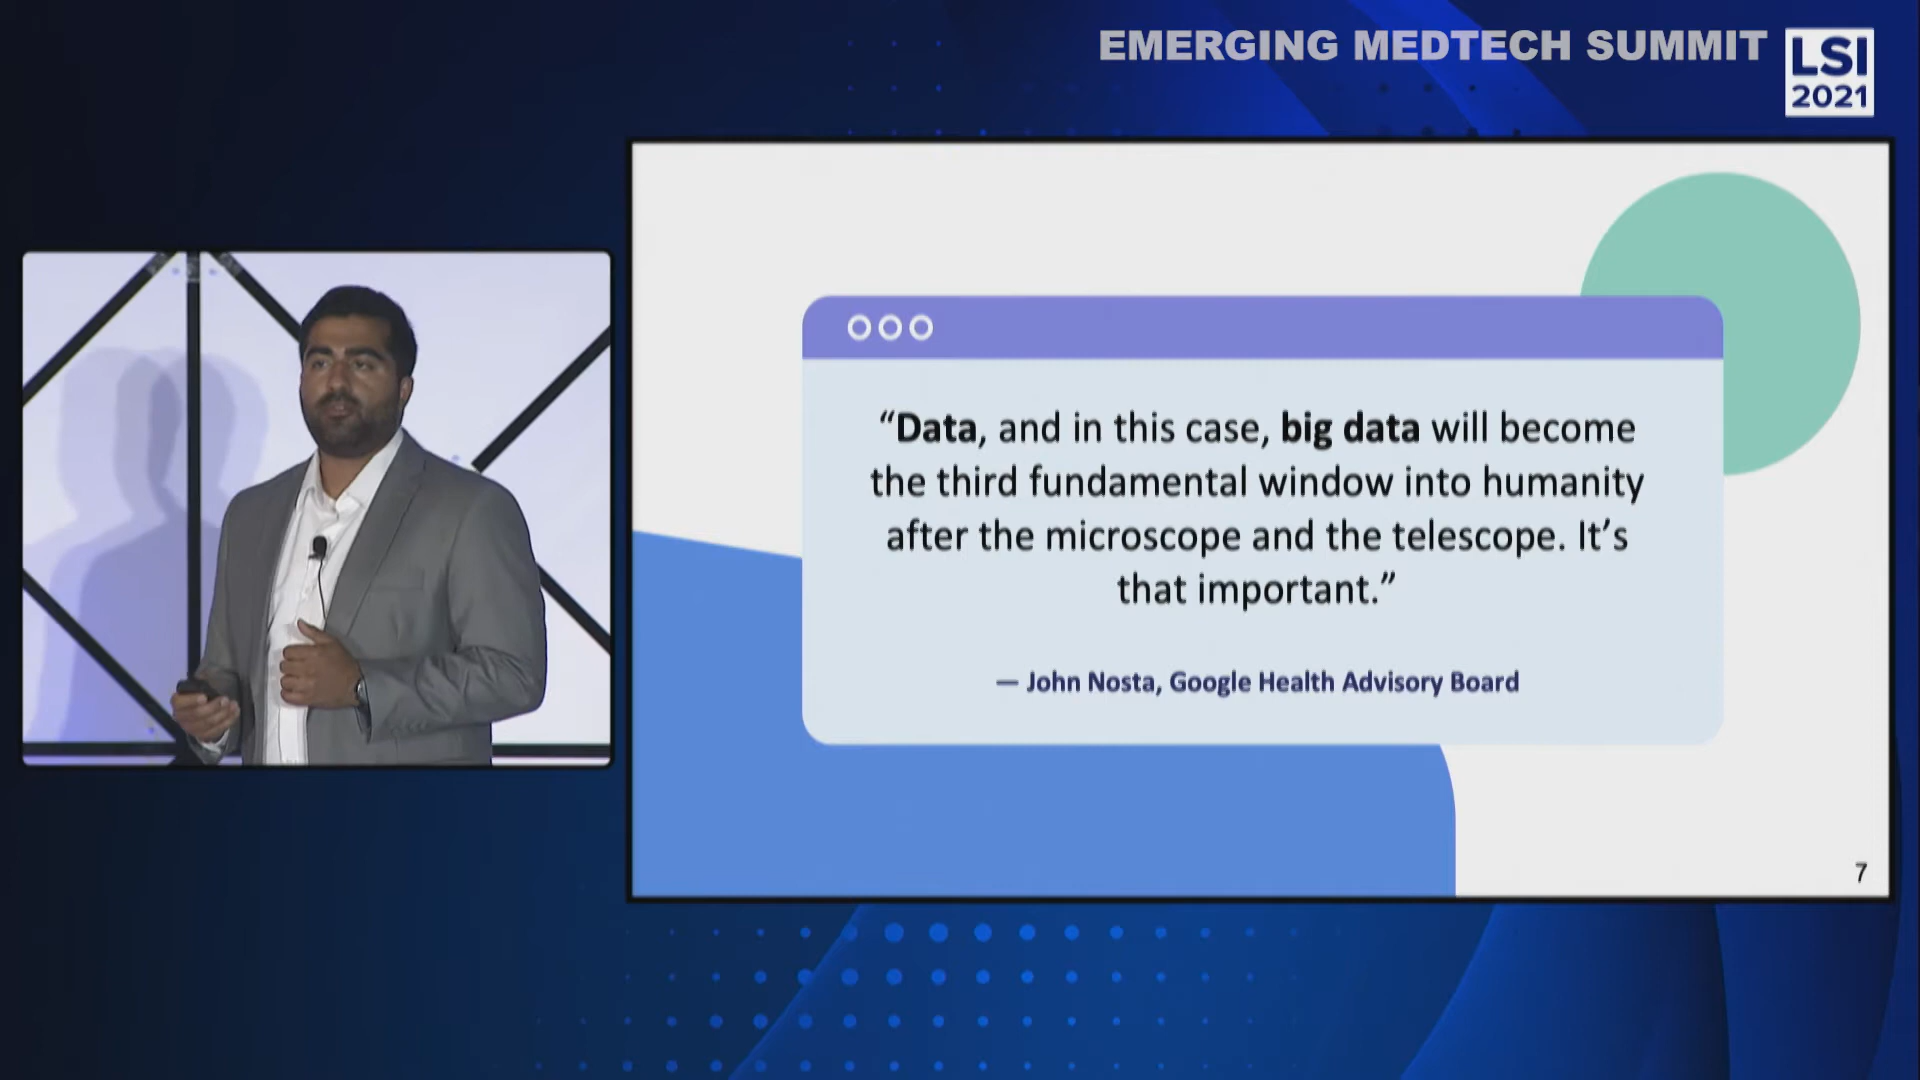 EMERGING MEDTECH SUMMIT
LSI
2021
“Data, and in this case, big data will become
the third fundamental window into humanity
after the microscope and the telescope. It’s
that important.”
— John Nosta, Google Health Advisory Board
7